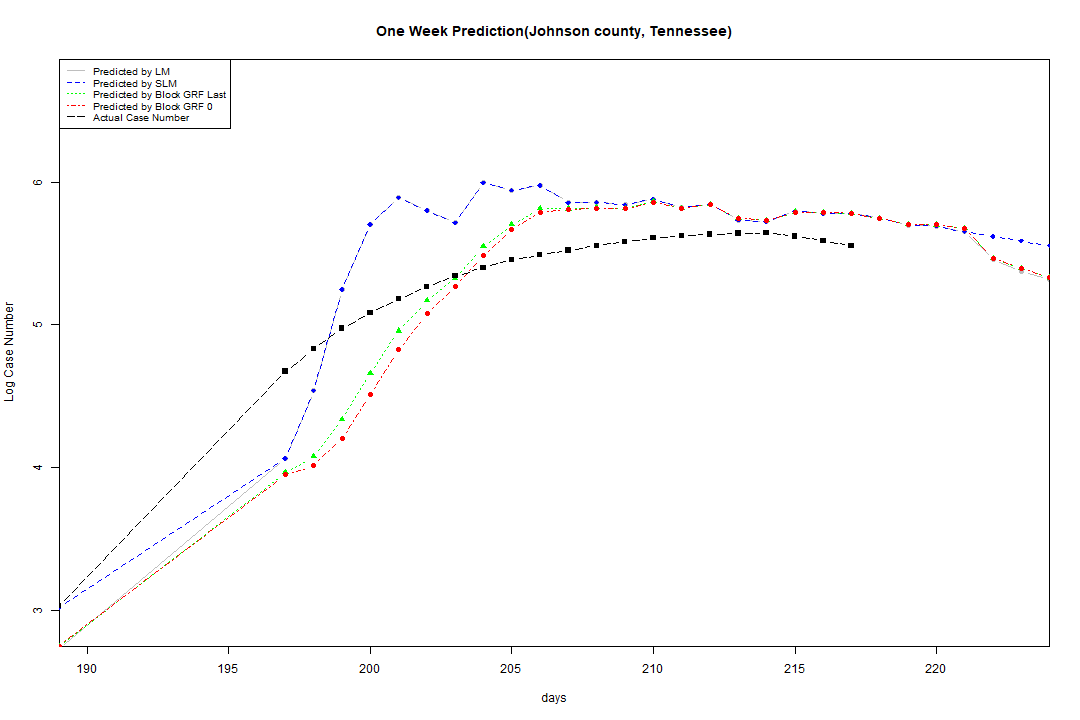 One Week Prediction(Johnson county, Tennessee)
Predicted by LM
Predicted by SLM
Predicted by Block GRF Last
Predicted by Block GRF 0
Actual Case Number
6
5
4
3
Log Case Number
190 195 200 205 210 215 220
days